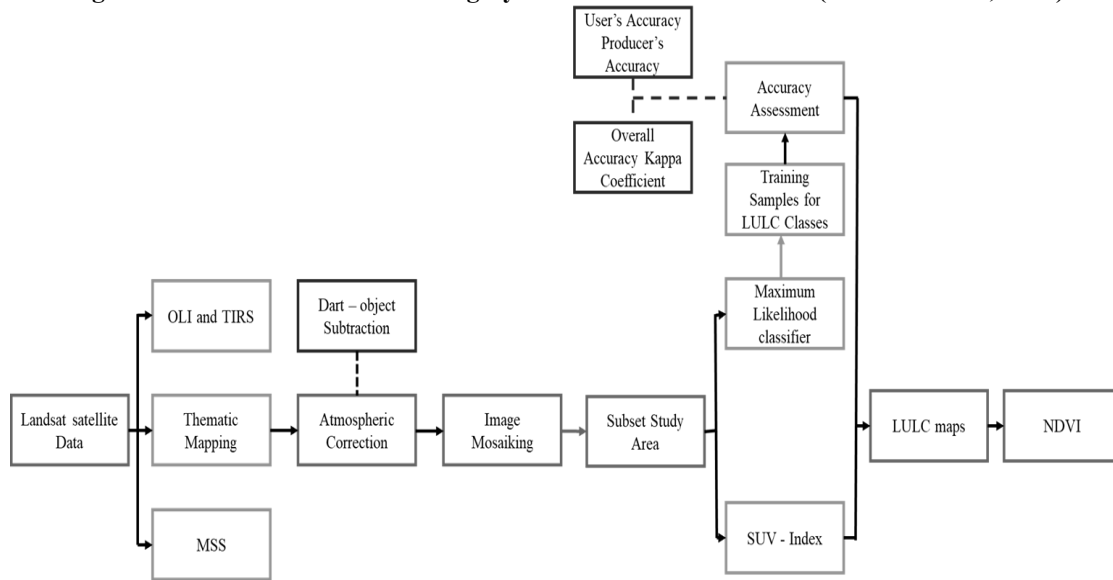 User's Accuracy
Producer's
Accuracy
Overall
Accuracy Kappa
Coefficient
Accuracy
Assessment
Training
Samples for
LULC Classes
Maximum
Likelihood
classifier
OLI and TIRS
Dart – object
Subtraction
Landsat satellite
Data
Thematic
Mapping
Atmospheric
Correction
Image
Mosaiking
Subset Study
Area
LULC maps
NDVI
MSS
SUV - Index